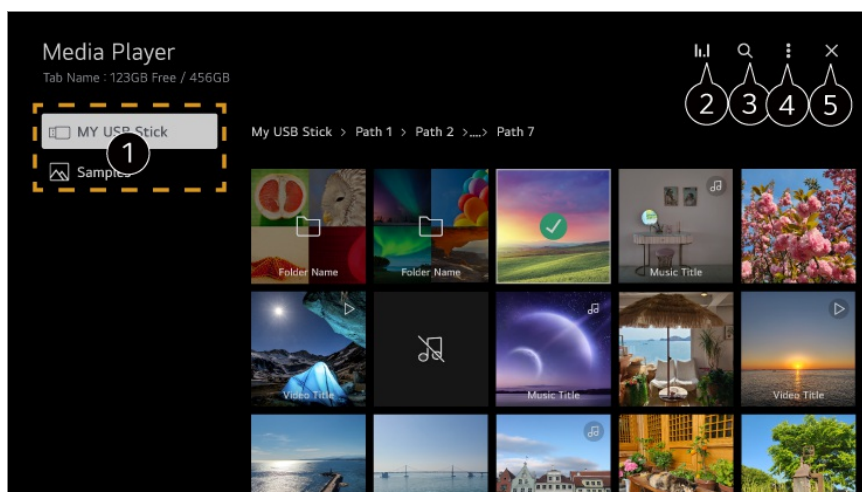 Media Player
Tab Name : 123GB Free / 456GB
2 3 4 5
MY USB Stick
1
Samples
My USB Stick > Path 1 > Path 2 >....> Path 7
Folder Name
Folder Name
Music Title
Video Title
Music Title
Video Title